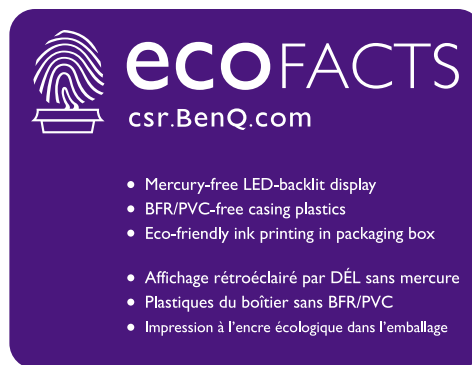 ecoFACTS
csr.BenQ.com
• Mercury-free LED-backlit display
• BFR/PVC-free casing plastics
• Eco-friendly ink printing in packaging box
• Affichage rétroéclairé par DÉL sans mercure
• Plastiques du boîtier sans BFR/PVC
• Impression à l'encre écologique dans l'emballage